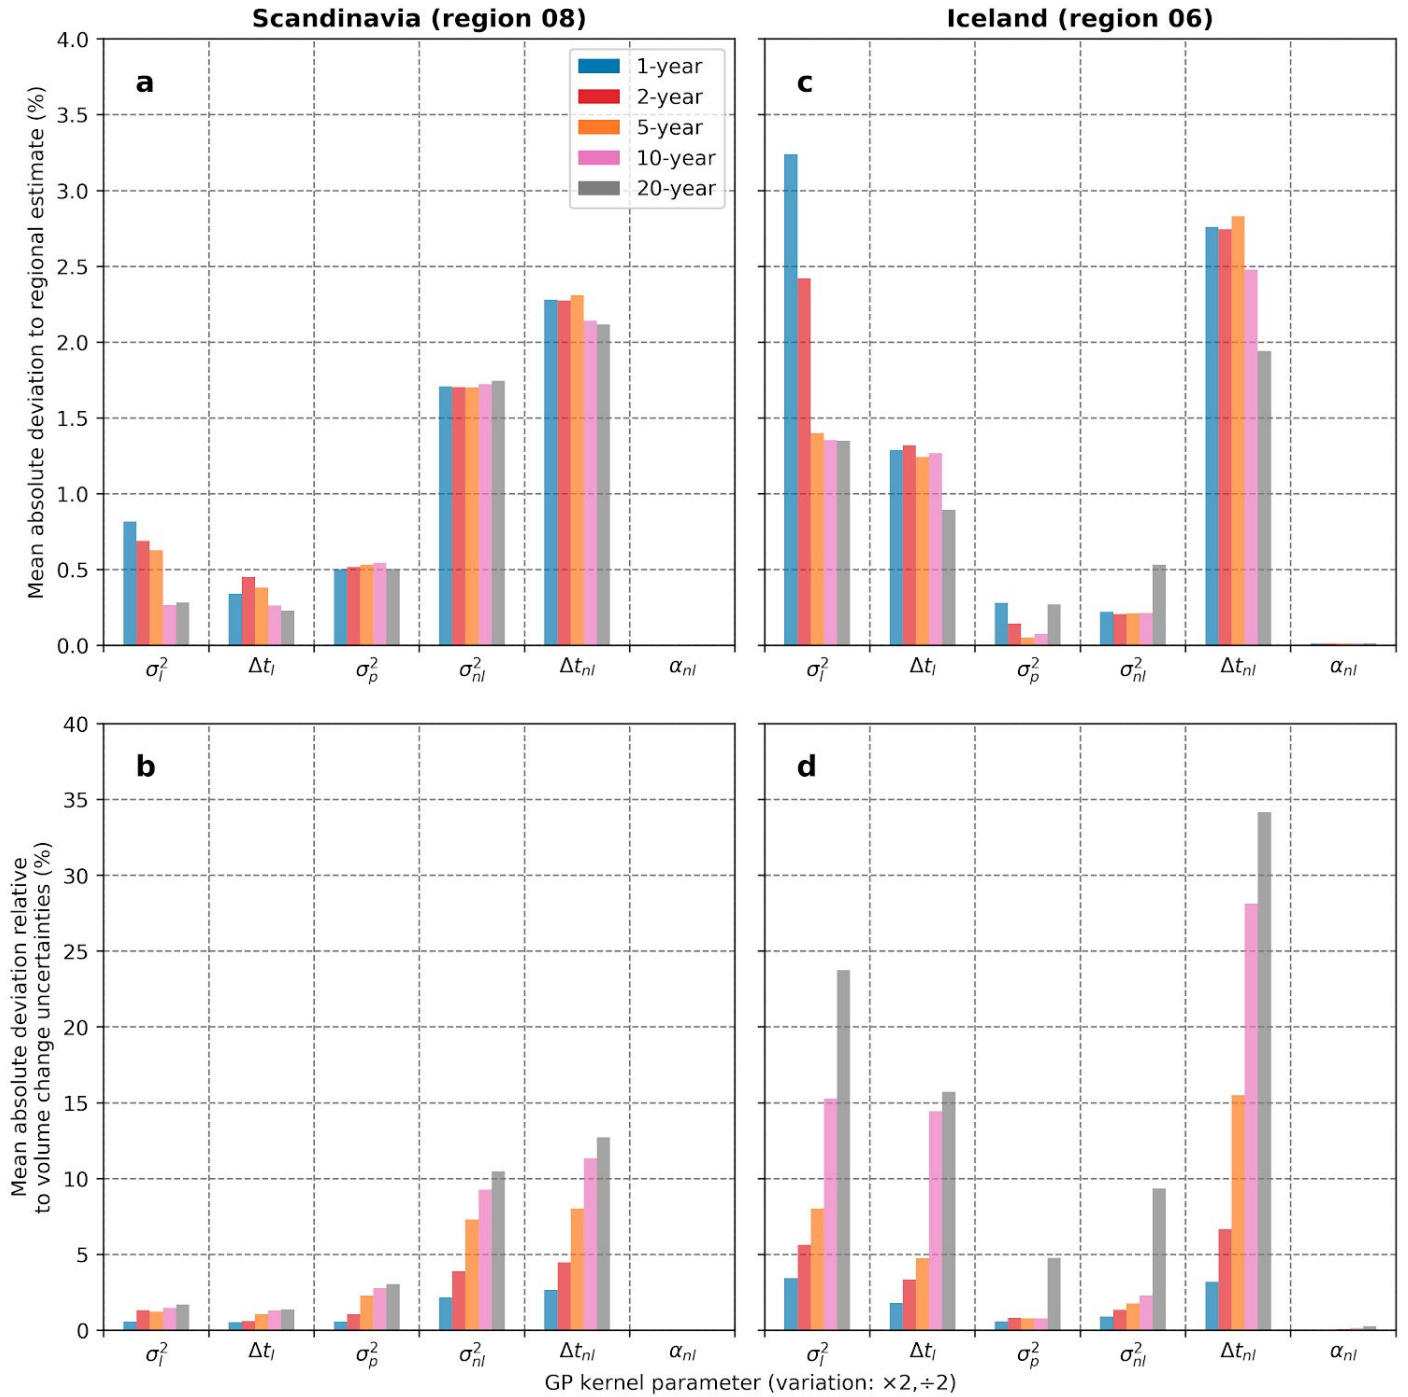 Scandinavia (region 08)
Iceland (region 06)
Mean absolute deviation to regional estimate (%)
4.0
3.5
3.0
2.5
2.0
1.5
1.0
0.5
0.0
a
1-year
2-year
5-year
10-year
20-year
c
σ²ₗ Δtₗ σ²ₚ σ²ₙₗ Δtₙₗ αₙₗ
σ²ₗ Δtₗ σ²ₚ σ²ₙₗ Δtₙₗ αₙₗ
Mean absolute deviation relative
to volume change uncertainties (%)
40
35
30
25
20
15
10
5
0
b
d
σ²ₗ Δtₗ σ²ₚ σ²ₙₗ Δtₙₗ αₙₗ
σ²ₗ Δtₗ σ²ₚ σ²ₙₗ Δtₙₗ αₙₗ
GP kernel parameter (variation: ×2,÷2)